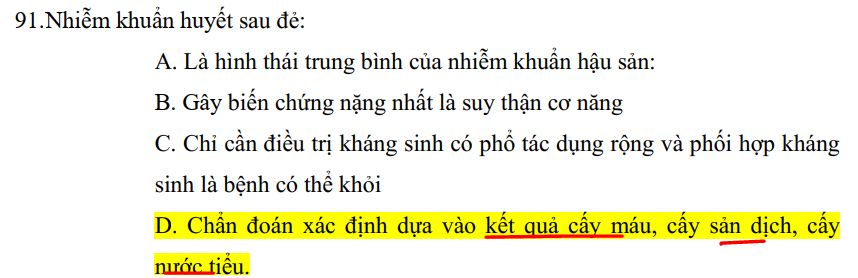 91.Nhiễm khuẩn huyết sau đẻ:
A. Là hình thái trung bình của nhiễm khuẩn hậu sản:
B. Gây biến chứng nặng nhất là suy thận cơ năng
C. Chỉ cần điều trị kháng sinh có phổ tác dụng rộng và phối hợp kháng
sinh là bệnh có thể khỏi
D. Chẩn đoán xác định dựa vào kết quả cấy máu, cấy sản dịch, cấy
nước tiểu.